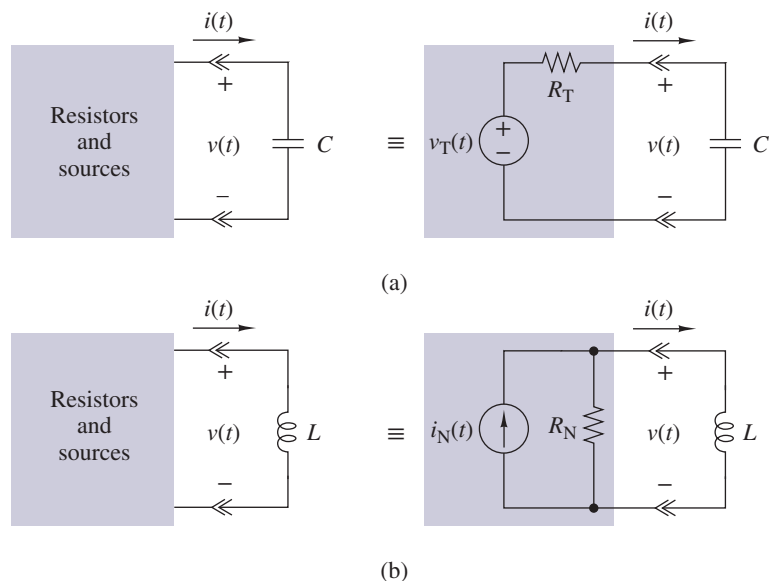 i(t)
+
Resistors
and
sources
v(t)
C
−
≡
i(t)
R_T
+
−
v_T(t)
+
v(t)
C
−
(a)
i(t)
+
Resistors
and
sources
v(t)
L
−
≡
i(t)
i_N(t)
R_N
+
v(t)
L
−
(b)